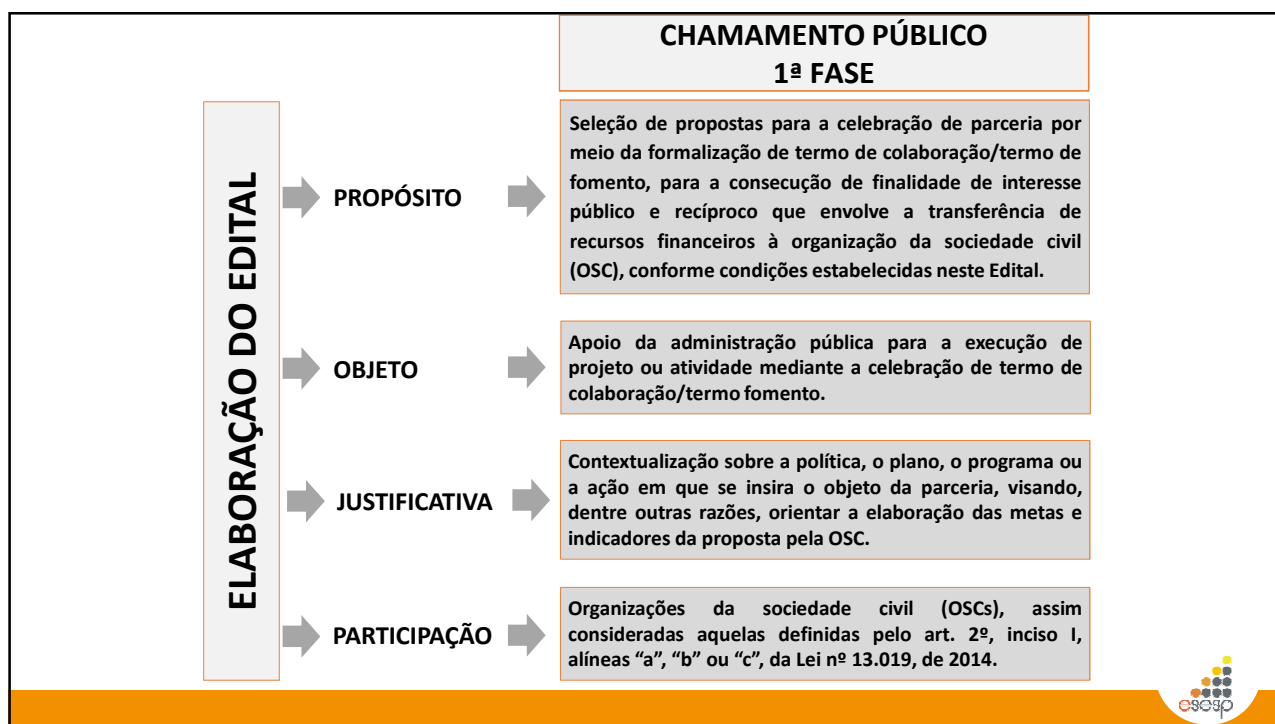 CHAMAMENTO PÚBLICO
1ª FASE
ELABORAÇÃO DO EDITAL
PROPÓSITO
Seleção de propostas para a celebração de parceria por
meio da formalização de termo de colaboração/termo de
fomento, para a consecução de finalidade de interesse
público e recíproco que envolve a transferência de
recursos financeiros à organização da sociedade civil
(OSC), conforme condições estabelecidas neste Edital.
OBJETO
Apoio da administração pública para a execução de
projeto ou atividade mediante a celebração de termo de
colaboração/termo fomento.
JUSTIFICATIVA
Contextualização sobre a política, o plano, o programa ou
a ação em que se insira o objeto da parceria, visando,
dentre outras razões, orientar a elaboração das metas e
indicadores da proposta pela OSC.
PARTICIPAÇÃO
Organizações da sociedade civil (OSCs), assim
consideradas aquelas definidas pelo art. 2º, inciso I,
alíneas “a”, “b” ou “c”, da Lei nº 13.019, de 2014.
esesp